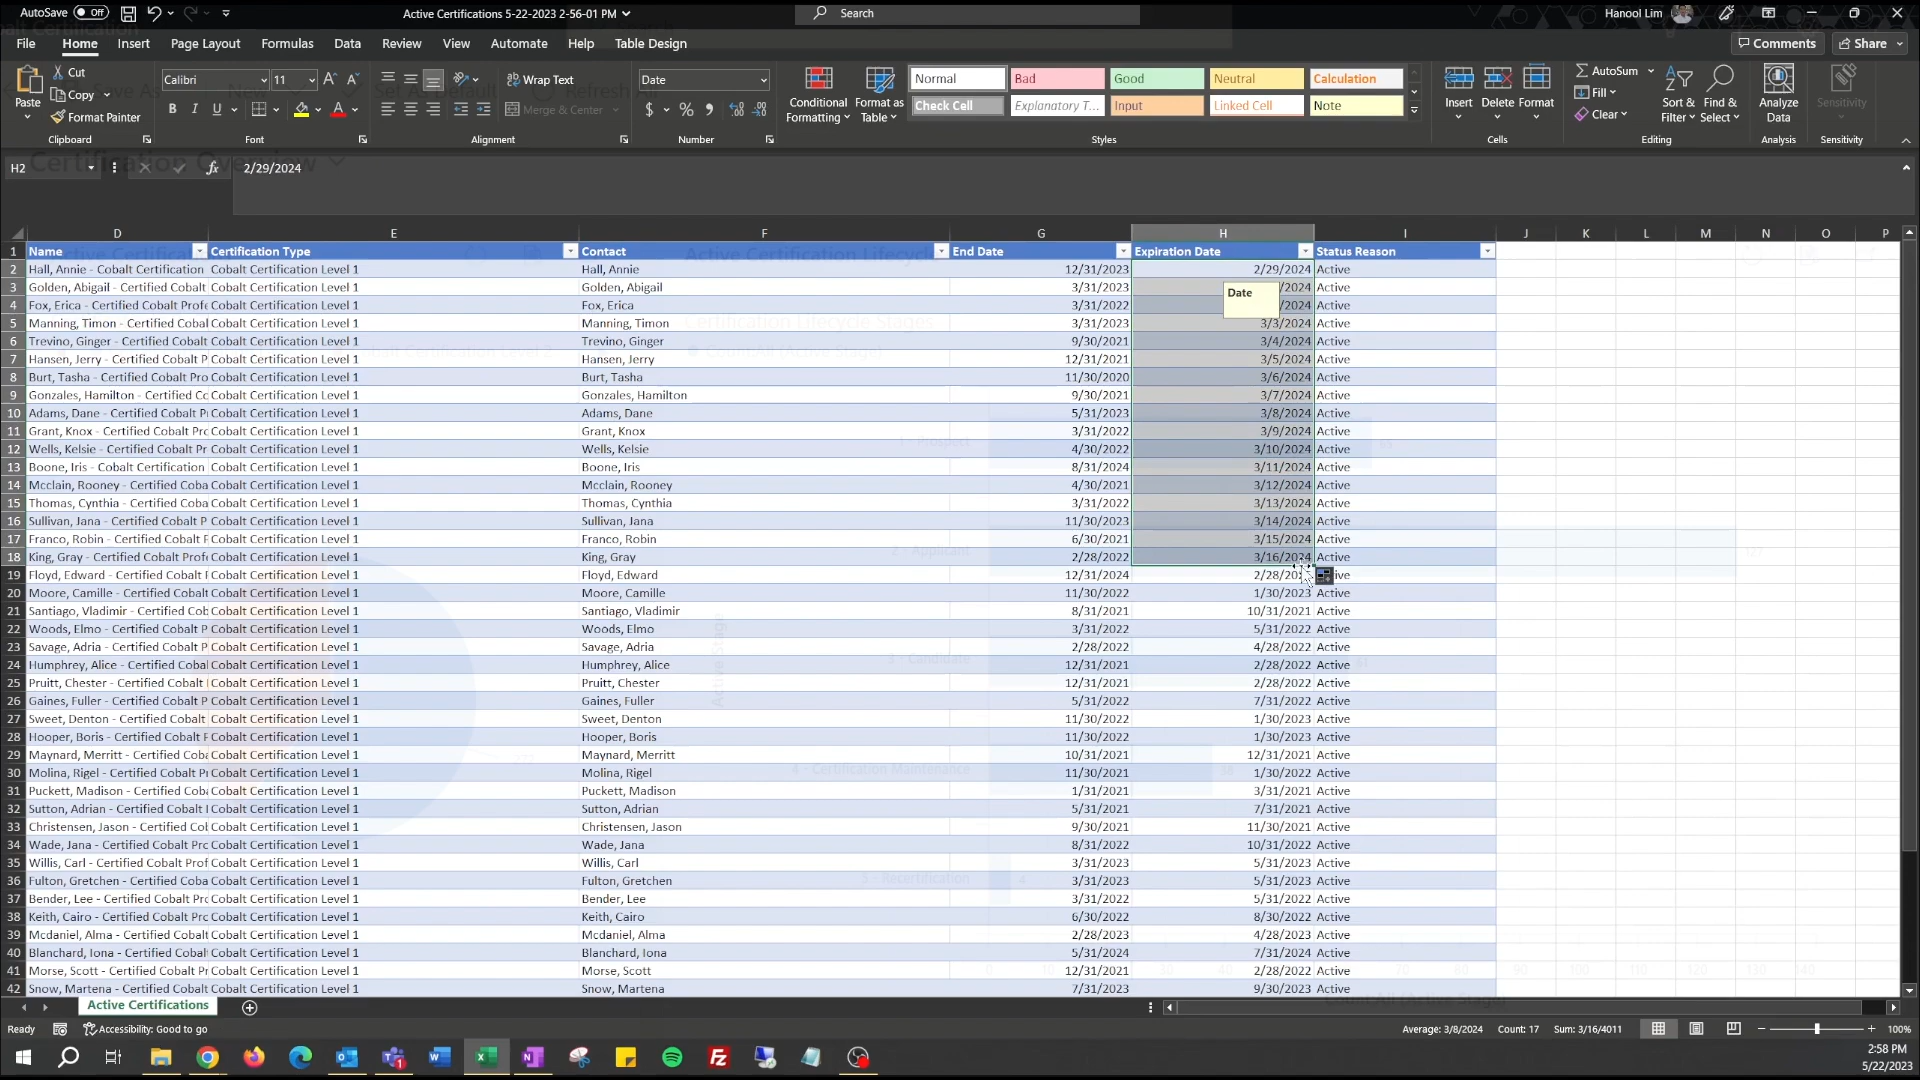 AutoSave Off Active Certifications 5-22-2023 2-56-01 PM Search Hanool Lim
File Home Insert Page Layout Formulas Data Review View Automate Help Table Design Comments Share
Paste Cut Copy Format Painter Clipboard
Calibri 11 B I U A Font
Wrap Text Merge & Center Alignment
Date $ % Number
Conditional Formatting Format as Table
Normal Bad Good Neutral Calculation
Check Cell Explanatory T... Input Linked Cell Note
Styles
Insert Delete Format Cells
AutoSum Fill Clear Sort & Filter Find & Select Editing
Analyze Data Analysis
Sensitivity Sensitivity
H2 fx 2/29/2024
D E F G H I J K L M N O P
1 Name Certification Type Contact End Date Expiration Date Status Reason
2 Hall, Annie - Cobalt Certification Cobalt Certification Level 1 Hall, Annie 12/31/2023 2/29/2024 Active
3 Golden, Abigail - Certified Cobalt Cobalt Certification Level 1 Golden, Abigail 3/31/2023 /2024 Active
Date
4 Fox, Erica - Certified Cobalt Profe Cobalt Certification Level 1 Fox, Erica 3/31/2022 /2024 Active
5 Manning, Timon - Certified Cobal Cobalt Certification Level 1 Manning, Timon 3/31/2023 3/3/2024 Active
6 Trevino, Ginger - Certified Cobalt Cobalt Certification Level 1 Trevino, Ginger 9/30/2021 3/4/2024 Active
7 Hansen, Jerry - Certified Cobalt P Cobalt Certification Level 1 Hansen, Jerry 12/31/2021 3/5/2024 Active
8 Burt, Tasha - Certified Cobalt Pro Cobalt Certification Level 1 Burt, Tasha 11/30/2020 3/6/2024 Active
9 Gonzales, Hamilton - Certified Co Cobalt Certification Level 1 Gonzales, Hamilton 9/30/2021 3/7/2024 Active
10 Adams, Dane - Certified Cobalt P Cobalt Certification Level 1 Adams, Dane 5/31/2023 3/8/2024 Active
11 Grant, Knox - Certified Cobalt Pro Cobalt Certification Level 1 Grant, Knox 3/31/2022 3/9/2024 Active
12 Wells, Kelsie - Certified Cobalt Pr Cobalt Certification Level 1 Wells, Kelsie 4/30/2022 3/10/2024 Active
13 Boone, Iris - Cobalt Certification Cobalt Certification Level 1 Boone, Iris 8/31/2024 3/11/2024 Active
14 Mcclain, Rooney - Certified Coba Cobalt Certification Level 1 Mcclain, Rooney 4/30/2021 3/12/2024 Active
15 Thomas, Cynthia - Certified Coba Cobalt Certification Level 1 Thomas, Cynthia 3/31/2022 3/13/2024 Active
16 Sullivan, Jana - Certified Cobalt P Cobalt Certification Level 1 Sullivan, Jana 11/30/2023 3/14/2024 Active
17 Franco, Robin - Certified Cobalt P Cobalt Certification Level 1 Franco, Robin 6/30/2021 3/15/2024 Active
18 King, Gray - Certified Cobalt Profe Cobalt Certification Level 1 King, Gray 2/28/2022 3/16/2024 Active
19 Floyd, Edward - Certified Cobalt Cobalt Certification Level 1 Floyd, Edward 12/31/2024 2/28/20 ive
20 Moore, Camille - Certified Cobalt Cobalt Certification Level 1 Moore, Camille 11/30/2022 1/30/2023 Active
21 Santiago, Vladimir - Certified Cob Cobalt Certification Level 1 Santiago, Vladimir 8/31/2021 10/31/2021 Active
22 Woods, Elmo - Certified Cobalt P Cobalt Certification Level 1 Woods, Elmo 3/31/2022 5/31/2022 Active
23 Savage, Adria - Certified Cobalt P Cobalt Certification Level 1 Savage, Adria 2/28/2022 4/28/2022 Active
24 Humphrey, Alice - Certified Cobal Cobalt Certification Level 1 Humphrey, Alice 12/31/2021 2/28/2022 Active
25 Pruitt, Chester - Certified Cobalt Cobalt Certification Level 1 Pruitt, Chester 12/31/2021 2/28/2022 Active
26 Gaines, Fuller - Certified Cobalt P Cobalt Certification Level 1 Gaines, Fuller 5/31/2022 7/31/2022 Active
27 Sweet, Denton - Certified Cobalt Cobalt Certification Level 1 Sweet, Denton 11/30/2022 1/30/2023 Active
28 Hooper, Boris - Certified Cobalt P Cobalt Certification Level 1 Hooper, Boris 11/30/2022 1/30/2023 Active
29 Maynard, Merritt - Certified Coba Cobalt Certification Level 1 Maynard, Merritt 10/31/2021 12/31/2021 Active
30 Molina, Rigel - Certified Cobalt P Cobalt Certification Level 1 Molina, Rigel 11/30/2021 1/30/2022 Active
31 Puckett, Madison - Certified Coba Cobalt Certification Level 1 Puckett, Madison 1/31/2021 3/31/2021 Active
32 Sutton, Adrian - Certified Cobalt Cobalt Certification Level 1 Sutton, Adrian 5/31/2021 7/31/2021 Active
33 Christensen, Jason - Certified Col Cobalt Certification Level 1 Christensen, Jason 9/30/2021 11/30/2021 Active
34 Wade, Jana - Certified Cobalt Pro Cobalt Certification Level 1 Wade, Jana 8/31/2022 10/31/2022 Active
35 Willis, Carl - Certified Cobalt Prof Cobalt Certification Level 1 Willis, Carl 3/31/2023 5/31/2023 Active
36 Fulton, Gretchen - Certified Coba Cobalt Certification Level 1 Fulton, Gretchen 3/31/2023 5/31/2023 Active
37 Bender, Lee - Certified Cobalt Pro Cobalt Certification Level 1 Bender, Lee 3/31/2022 5/31/2022 Active
38 Keith, Cairo - Certified Cobalt Pro Cobalt Certification Level 1 Keith, Cairo 6/30/2022 8/30/2022 Active
39 Mcdaniel, Alma - Certified Cobalt Cobalt Certification Level 1 Mcdaniel, Alma 2/28/2023 4/28/2023 Active
40 Blanchard, Iona - Certified Cobalt Cobalt Certification Level 1 Blanchard, Iona 5/31/2024 7/31/2024 Active
41 Morse, Scott - Certified Cobalt Pr Cobalt Certification Level 1 Morse, Scott 12/31/2021 2/28/2022 Active
42 Snow, Martena - Certified Cobalt Cobalt Certification Level 1 Snow, Martena 7/31/2023 9/30/2023 Active
Active Certifications
Ready Accessibility: Good to go Average: 3/8/2024 Count: 17 Sum: 3/16/4011 100%
2:58 PM
5/22/2023